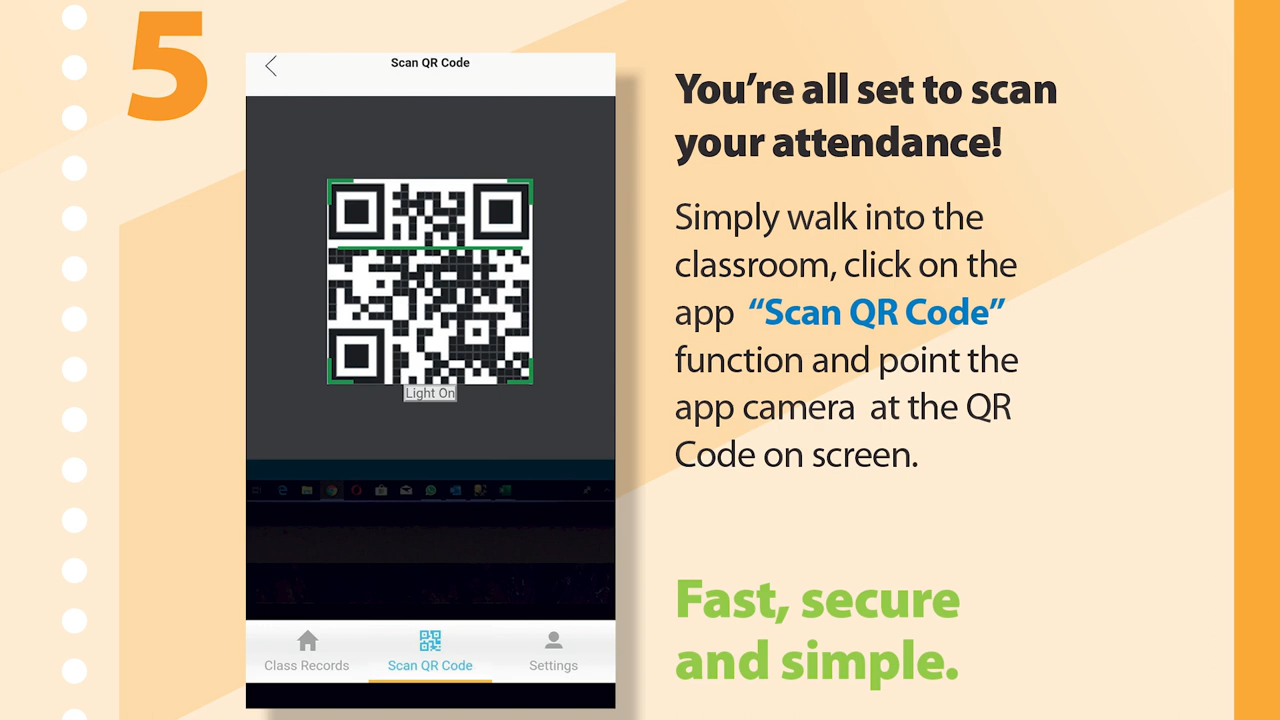 5
Scan QR Code
Light On
Class Records
Scan QR Code
Settings
You're all set to scan
your attendance!
Simply walk into the
classroom, click on the
app "Scan QR Code"
function and point the
app camera at the QR
Code on screen.
Fast, secure
and simple.